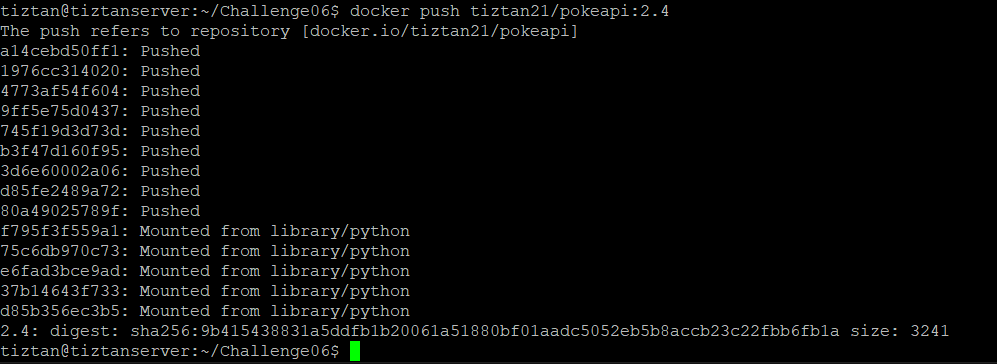 tiztan@tiztanserver:~/Challenge06$ docker push tiztan21/pokeapi:2.4
The push refers to repository [docker.io/tiztan21/pokeapi]
a14cebd50ff1: Pushed
1976cc314020: Pushed
4773af54f604: Pushed
9ff5e75d0437: Pushed
745f19d3d73d: Pushed
b3f47d160f95: Pushed
3d6e60002a06: Pushed
d85fe2489a72: Pushed
80a49025789f: Pushed
f795f3f559a1: Mounted from library/python
75c6db970c73: Mounted from library/python
e6fad3bce9ad: Mounted from library/python
37b14643f733: Mounted from library/python
d85b356ec3b5: Mounted from library/python
2.4: digest: sha256:9b415438831a5ddfb1b20061a51880bf01aadc5052eb5b8accb23c22fbb6fb1a size: 3241
tiztan@tiztanserver:~/Challenge06$